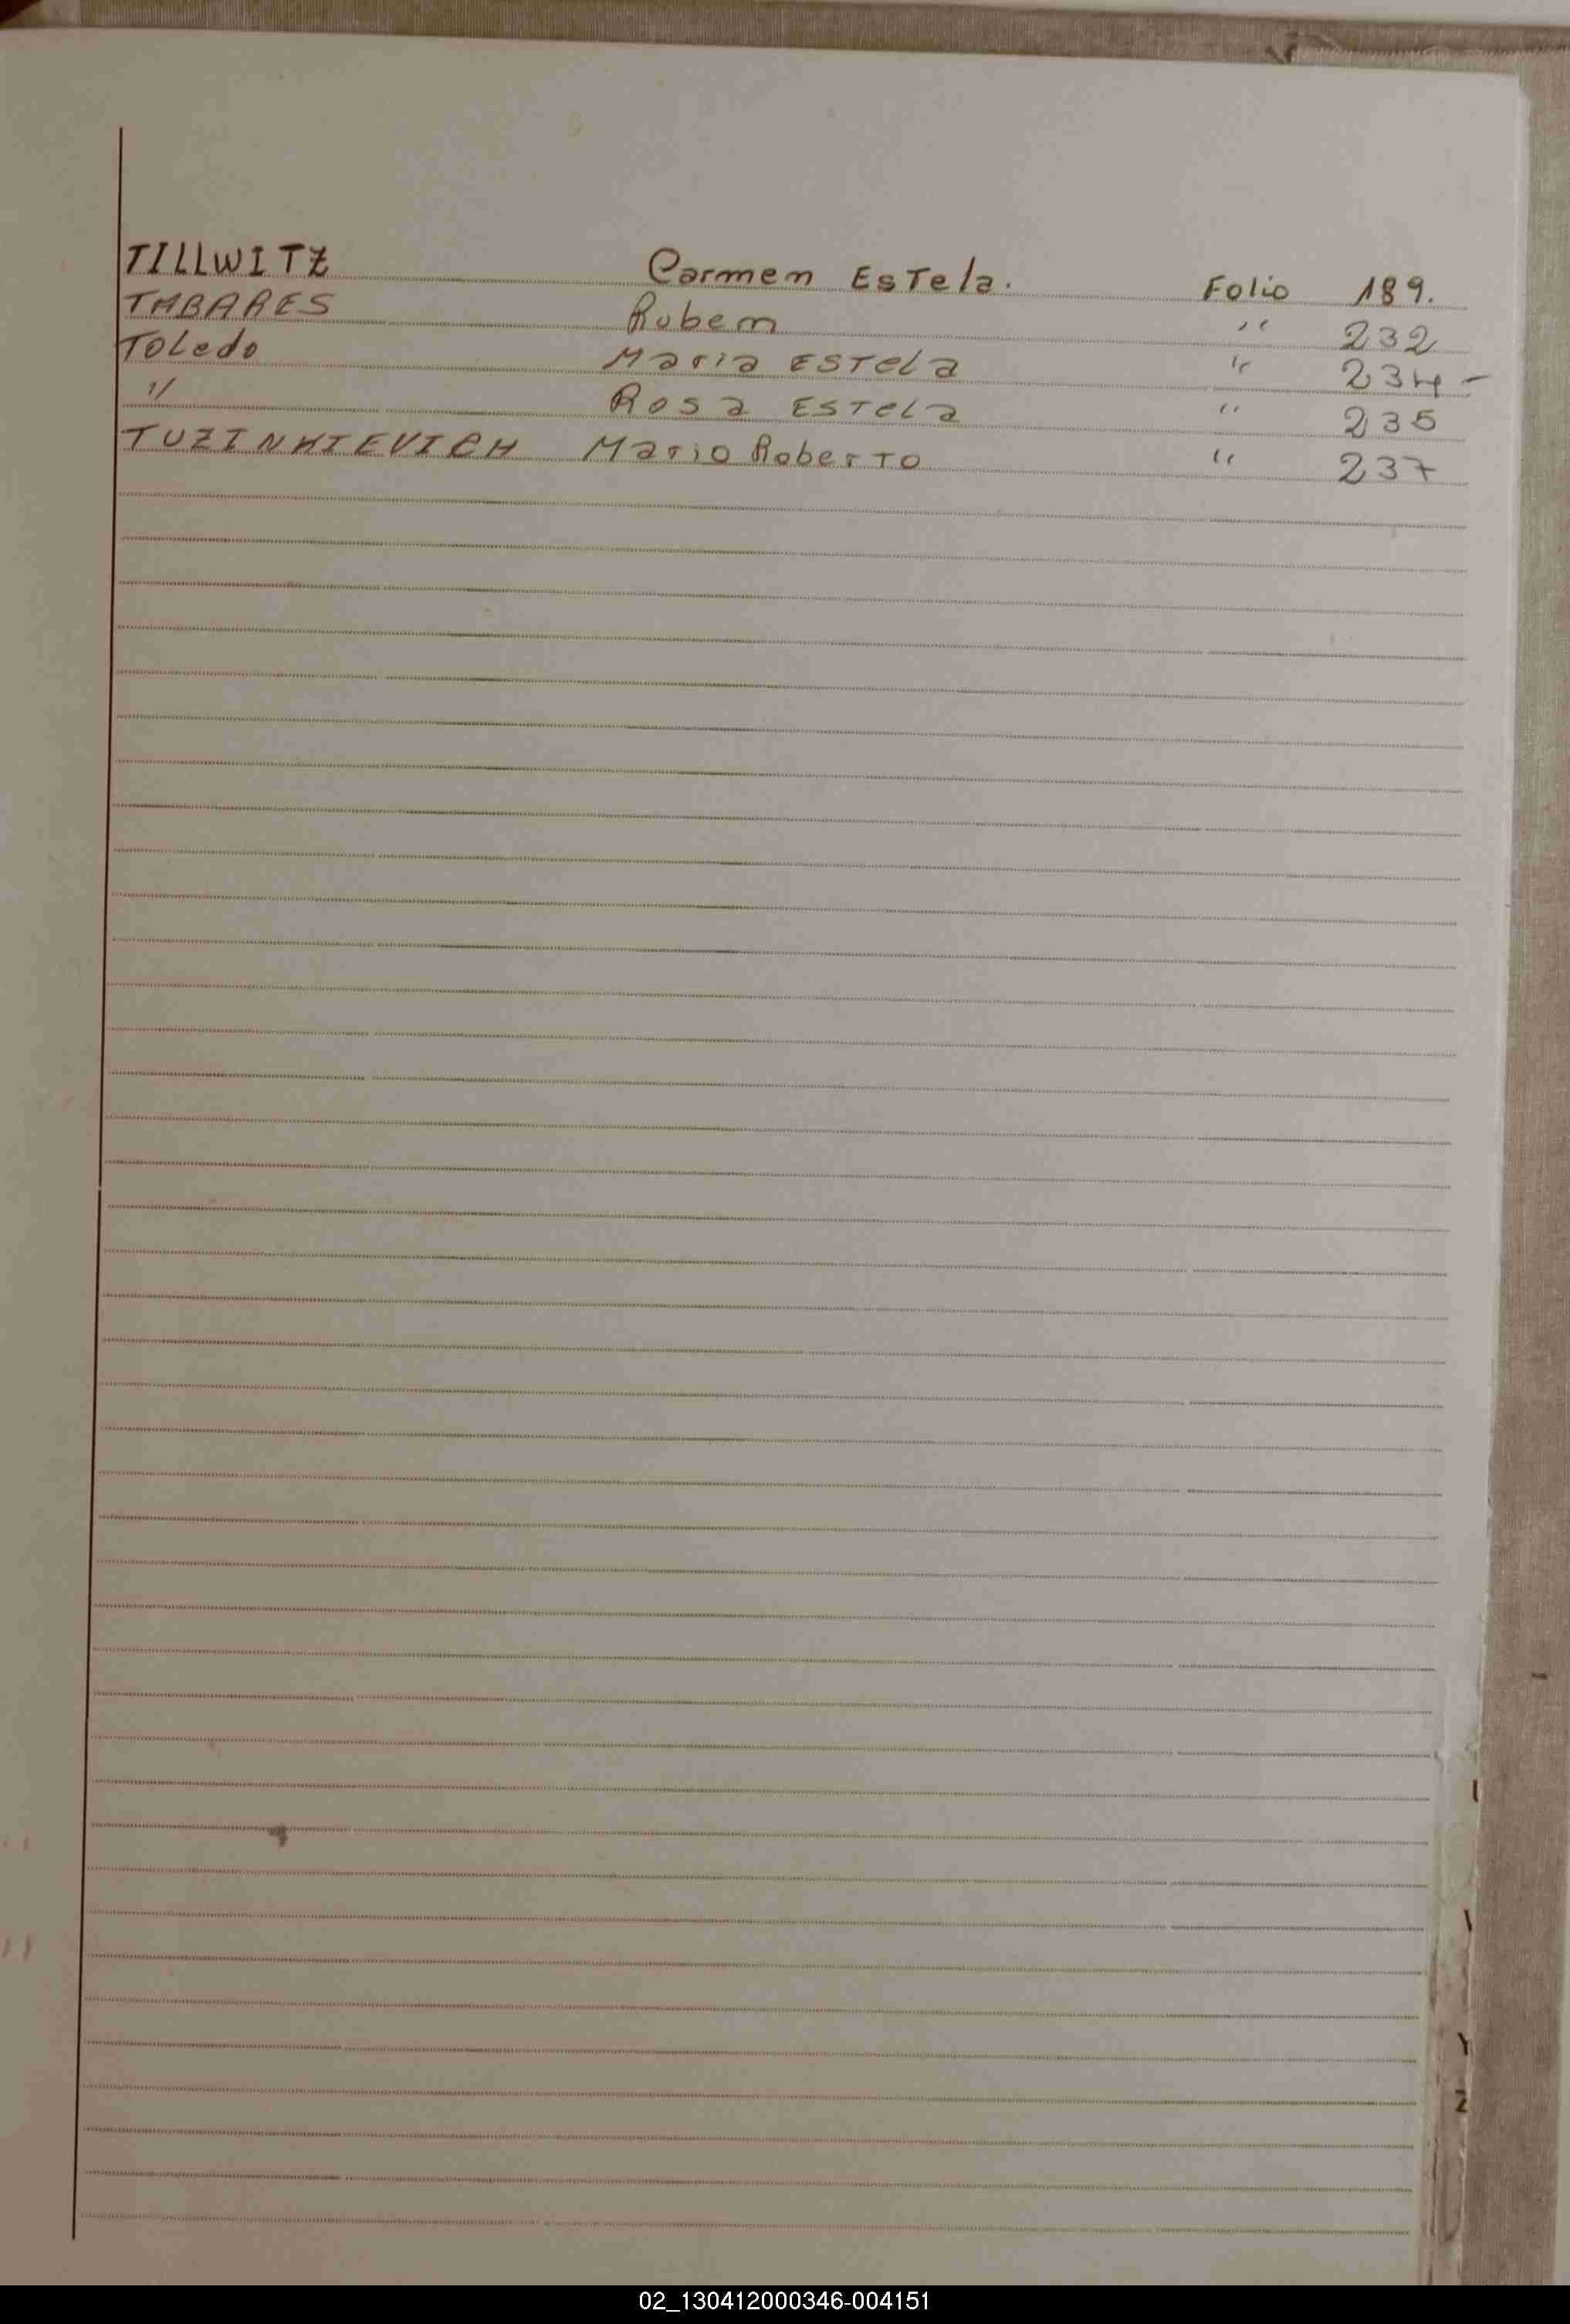 TILLWITZ Carmen Estela. Folio 189.
TABARES Ruben " 232
Toledo Maria Estela " 234 -
" Rosa Estela " 235
TUZINKIEVICH Mario Roberto " 237
Y
Z
02_130412000346-004151